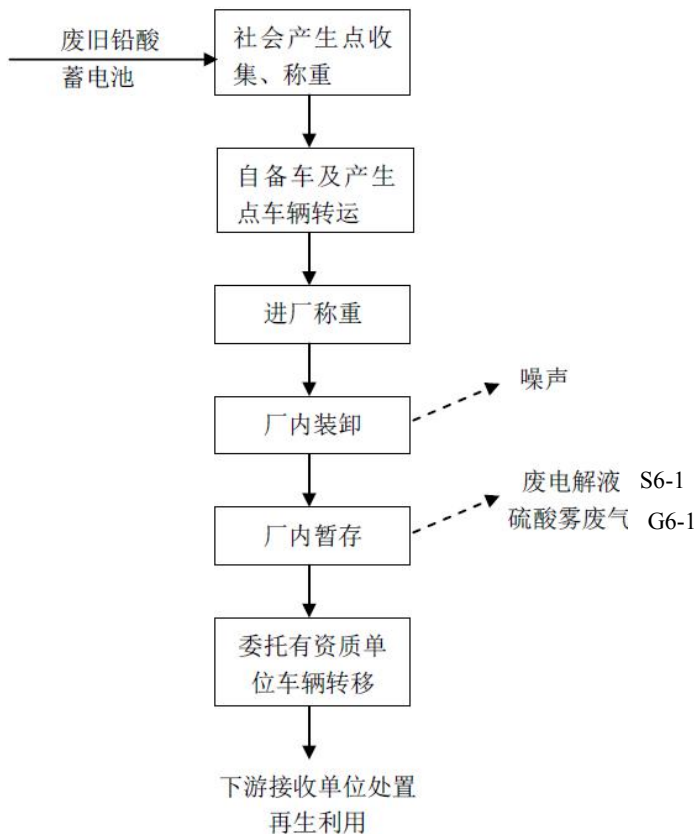 废旧铅酸
蓄电池
社会产生点收
集、称重
自备车及产生
点车辆转运
进厂称重
厂内装卸
噪声
厂内暂存
废电解液 S6-1
硫酸雾废气 G6-1
委托有资质单
位车辆转移
下游接收单位处置
再生利用